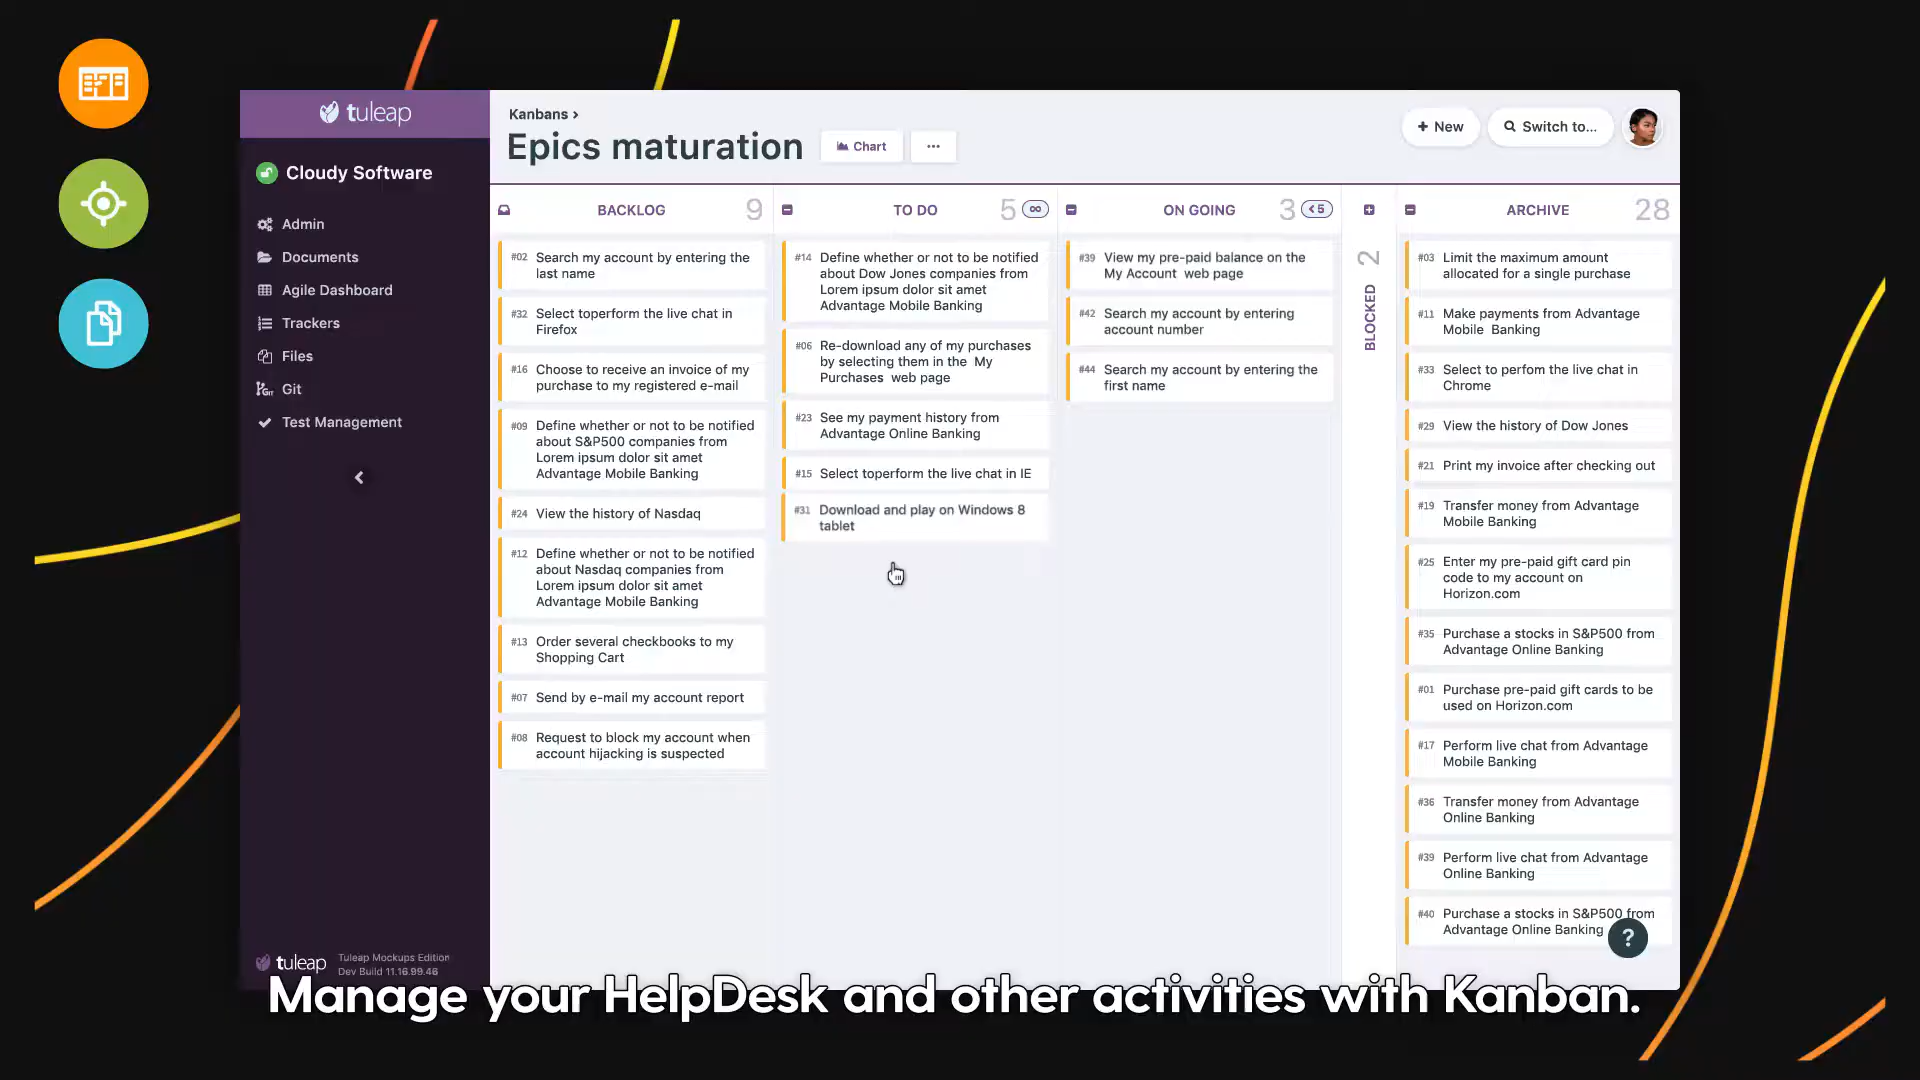 tuleap
Cloudy Software
Admin
Documents
Agile Dashboard
Trackers
Files
Git
Test Management
Kanbans >
Epics maturation
Chart
...
+ New
Switch to...
BACKLOG 9
#02 Search my account by entering the
last name
#32 Select toperform the live chat in
Firefox
#16 Choose to receive an invoice of my
purchase to my registered e-mail
#09 Define whether or not to be notified
about S&P500 companies from
Lorem ipsum dolor sit amet
Advantage Mobile Banking
#24 View the history of Nasdaq
#12 Define whether or not to be notified
about Nasdaq companies from
Lorem ipsum dolor sit amet
Advantage Mobile Banking
#13 Order several checkbooks to my
Shopping Cart
#07 Send by e-mail my account report
#08 Request to block my account when
account hijacking is suspected
TO DO 5 ∞
#14 Define whether or not to be notified
about Dow Jones companies from
Lorem ipsum dolor sit amet
Advantage Mobile Banking
#06 Re-download any of my purchases
by selecting them in the My
Purchases web page
#23 See my payment history from
Advantage Online Banking
#15 Select toperform the live chat in IE
#31 Download and play on Windows 8
tablet
ON GOING 3 <5
#39 View my pre-paid balance on the
My Account web page
#42 Search my account by entering
account number
#44 Search my account by entering the
first name
2
BLOCKED
ARCHIVE 28
#03 Limit the maximum amount
allocated for a single purchase
#11 Make payments from Advantage
Mobile Banking
#33 Select to perfom the live chat in
Chrome
#29 View the history of Dow Jones
#21 Print my invoice after checking out
#19 Transfer money from Advantage
Mobile Banking
#25 Enter my pre-paid gift card pin
code to my account on
Horizon.com
#35 Purchase a stocks in S&P500 from
Advantage Online Banking
#01 Purchase pre-paid gift cards to be
used on Horizon.com
#17 Perform live chat from Advantage
Mobile Banking
#36 Transfer money from Advantage
Online Banking
#39 Perform live chat from Advantage
Online Banking
#40 Purchase a stocks in S&P500 from
Advantage Online Banking
?
tuleap
Tuleap Mockups Edition
Dev Build 11.16.99.46
Manage your HelpDesk and other activities with Kanban.